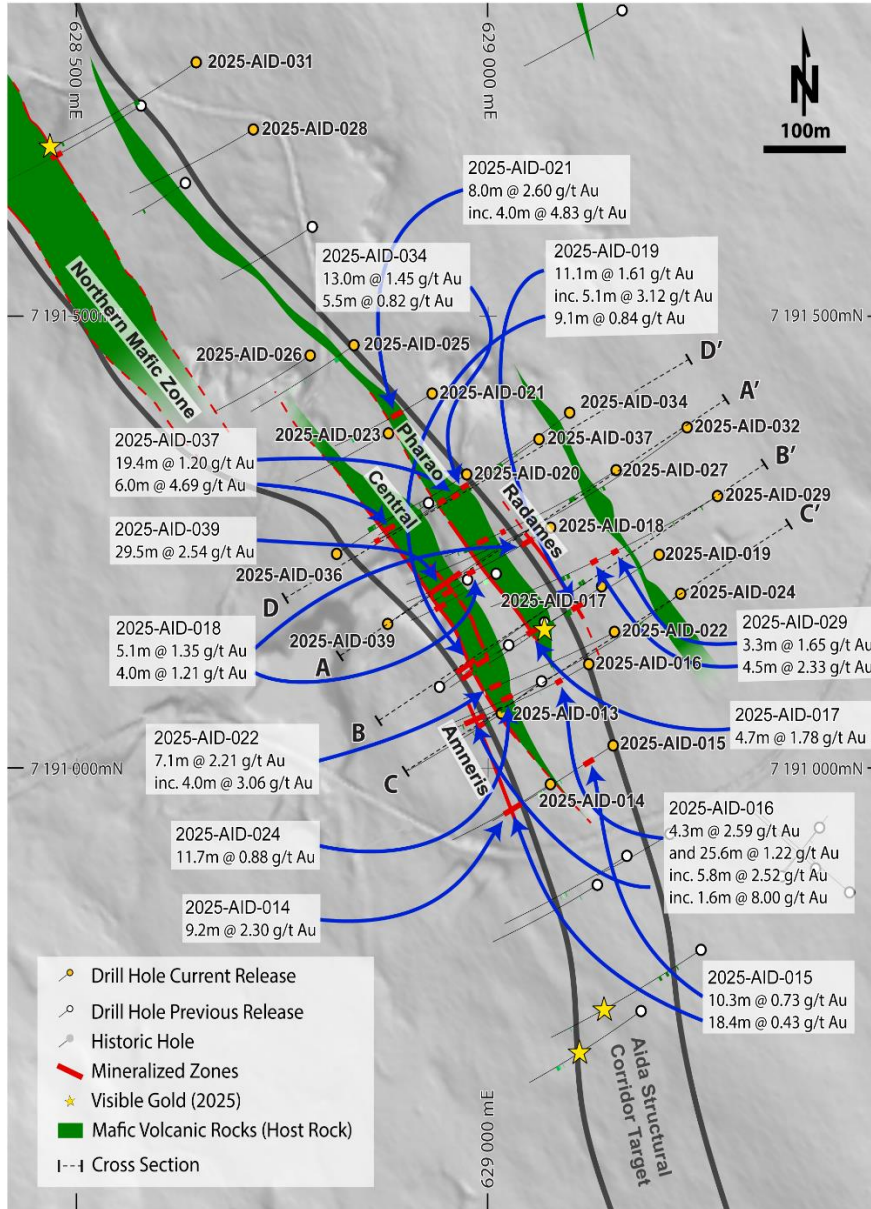 628 500 mE
629 000 mE
N
100m
2025-AID-031
2025-AID-028
2025-AID-021
8.0m @ 2.60 g/t Au
inc. 4.0m @ 4.83 g/t Au
2025-AID-034
13.0m @ 1.45 g/t Au
5.5m @ 0.82 g/t Au
2025-AID-019
11.1m @ 1.61 g/t Au
inc. 5.1m @ 3.12 g/t Au
9.1m @ 0.84 g/t Au
7 191 500mN
7 191 500mN
Northern Mafic Zone
2025-AID-026
2025-AID-025
D'
2025-AID-021
A'
2025-AID-034
2025-AID-032
2025-AID-023
2025-AID-037
Pharao
2025-AID-037
19.4m @ 1.20 g/t Au
6.0m @ 4.69 g/t Au
B'
2025-AID-020
2025-AID-027
Central
Radames
2025-AID-029
C'
2025-AID-018
2025-AID-039
29.5m @ 2.54 g/t Au
2025-AID-019
2025-AID-036
D
2025-AID-024
2025-AID-017
2025-AID-039
A
2025-AID-022
2025-AID-029
3.3m @ 1.65 g/t Au
4.5m @ 2.33 g/t Au
2025-AID-018
5.1m @ 1.35 g/t Au
4.0m @ 1.21 g/t Au
2025-AID-016
B
2025-AID-013
2025-AID-017
4.7m @ 1.78 g/t Au
2025-AID-022
7.1m @ 2.21 g/t Au
inc. 4.0m @ 3.06 g/t Au
2025-AID-015
C
Amneris
7 191 000mN
7 191 000mN
2025-AID-014
2025-AID-016
4.3m @ 2.59 g/t Au
and 25.6m @ 1.22 g/t Au
inc. 5.8m @ 2.52 g/t Au
inc. 1.6m @ 8.00 g/t Au
2025-AID-024
11.7m @ 0.88 g/t Au
2025-AID-014
9.2m @ 2.30 g/t Au
2025-AID-015
10.3m @ 0.73 g/t Au
18.4m @ 0.43 g/t Au
Drill Hole Current Release
Drill Hole Previous Release
Historic Hole
Mineralized Zones
Visible Gold (2025)
Mafic Volcanic Rocks (Host Rock)
Cross Section
629 000 mE
Aida Structural
Corridor Target